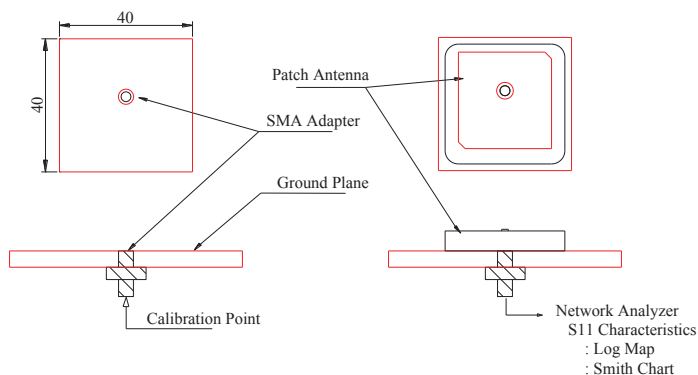 40
40
Patch Antenna
SMA Adapter
Ground Plane
Calibration Point
Network Analyzer
S11 Characteristics
: Log Map
: Smith Chart